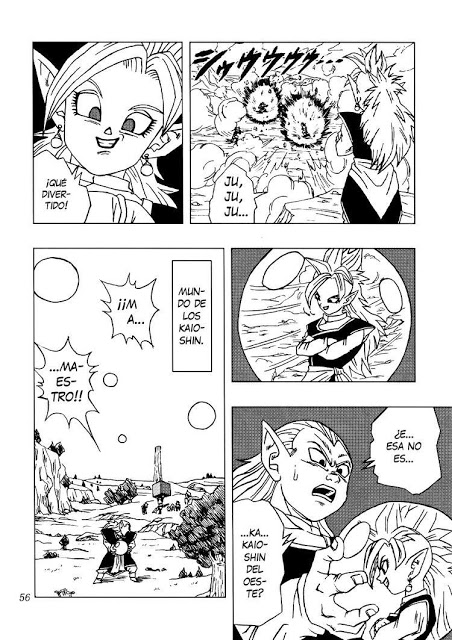 ¡QUÉ
DIVER-
TIDO!
シュウウウウ…
JU,
JU,
JU...
MUN-
DO DE
LOS
KAIO-
SHIN.
¡¡M
A...
...MA-
ES-
TRO!!
¿E...
ESA NO
ES...
...KA...
KAIO-
SHIN
DEL
OES-
TE?
56